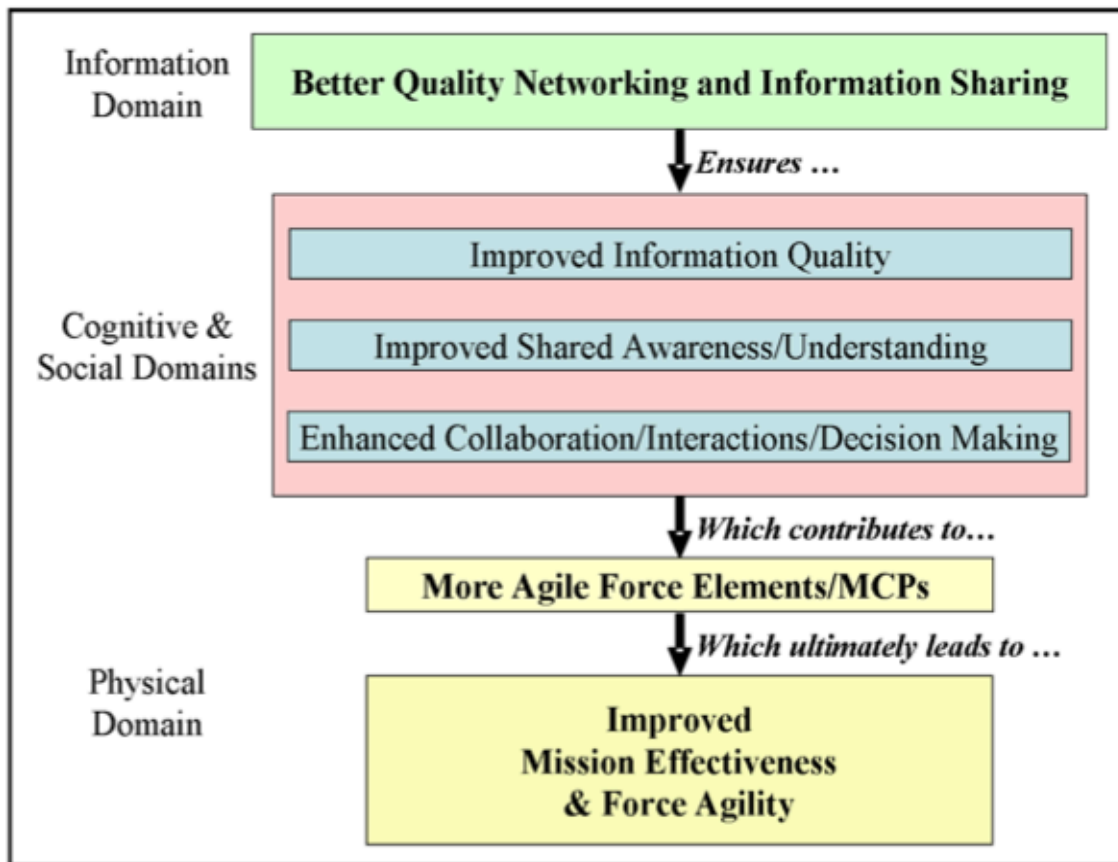 Information
Domain
Better Quality Networking and Information Sharing
Ensures …
Cognitive &
Social Domains
Improved Information Quality
Improved Shared Awareness/Understanding
Enhanced Collaboration/Interactions/Decision Making
Which contributes to…
More Agile Force Elements/MCPs
Which ultimately leads to …
Physical
Domain
Improved
Mission Effectiveness
& Force Agility